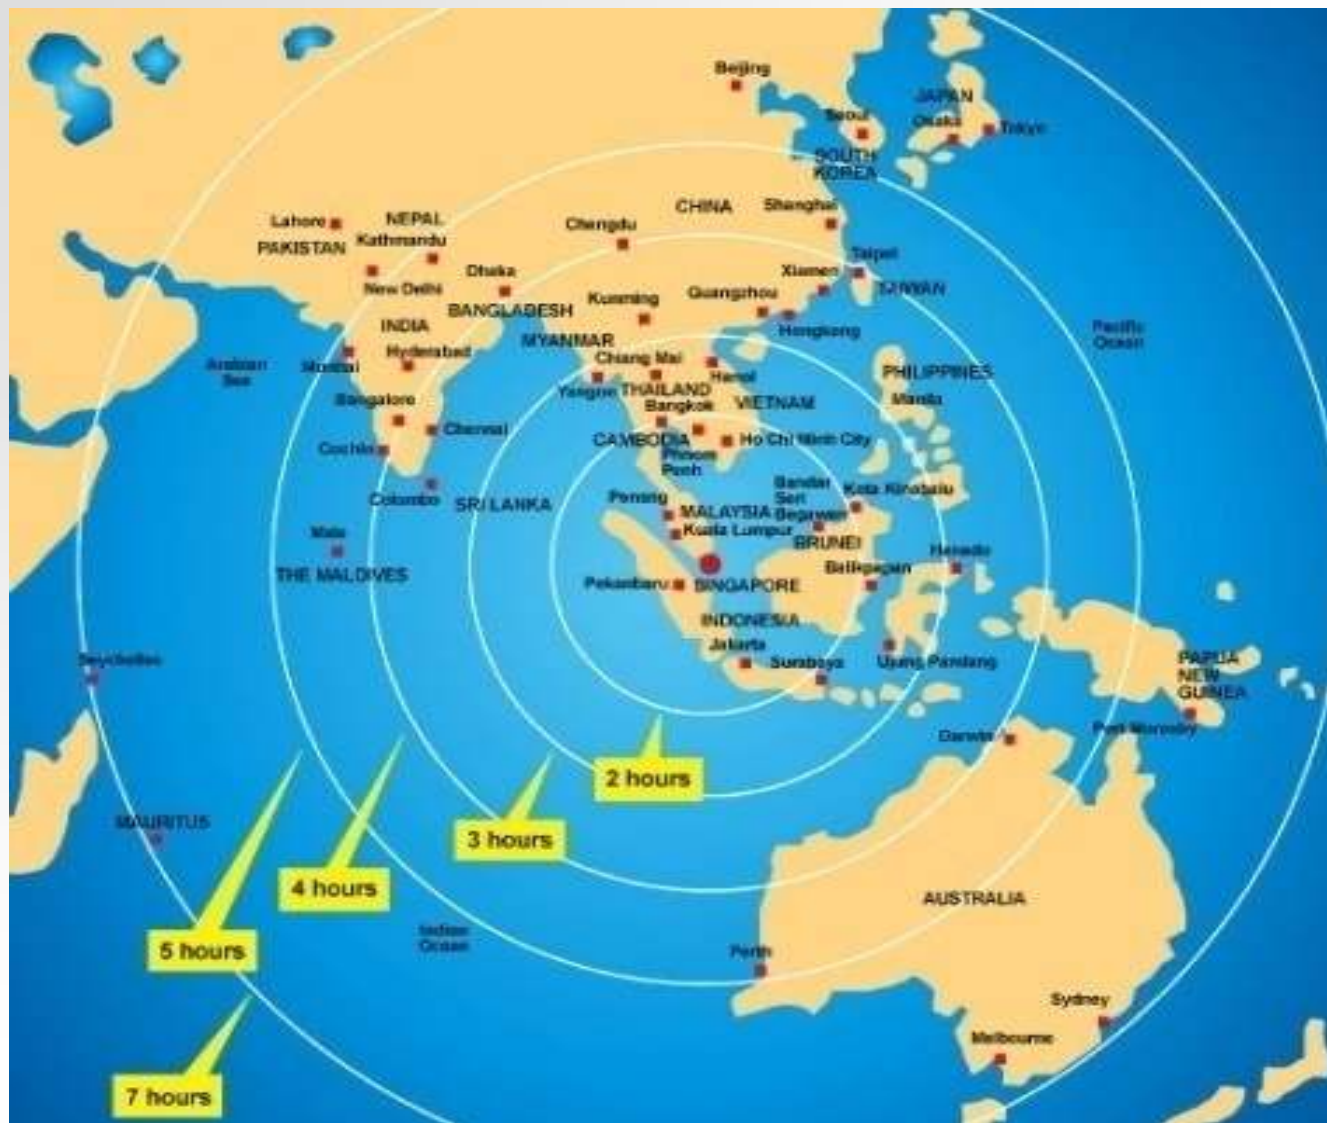 Beijing
JAPAN
Seoul
Osaka
Tokyo
SOUTH
KOREA
CHINA
Shanghai
Lahore
NEPAL
Chengdu
PAKISTAN
Kathmandu
Taipei
Dhaka
Xiamen
New Delhi
Kunming
Guangzhou
TAIWAN
BANGLADESH
INDIA
Hongkong
Pacific
Ocean
MYANMAR
Hyderabad
Chiang Mai
Arabian
Sea
Mumbai
Hanoi
PHILIPPINES
Yangon
THAILAND
Bangalore
Bangkok
VIETNAM
Manila
Chennai
CAMBODIA
Ho Chi Minh City
Cochin
Phnom
Penh
Columbo
SRI LANKA
Penang
Bandar
Seri
Begawan
Kota Kinabalu
MALAYSIA
Kuala Lumpur
Male
BRUNEI
Manado
THE MALDIVES
Balikpapan
Pekanbaru
SINGAPORE
INDONESIA
Jakarta
Surabaya
Ujung Pandang
Seychelles
PAPUA
NEW
GUINEA
Port Moresby
Darwin
2 hours
MAURITUS
3 hours
4 hours
AUSTRALIA
Indian
Ocean
5 hours
Perth
Sydney
Melbourne
7 hours